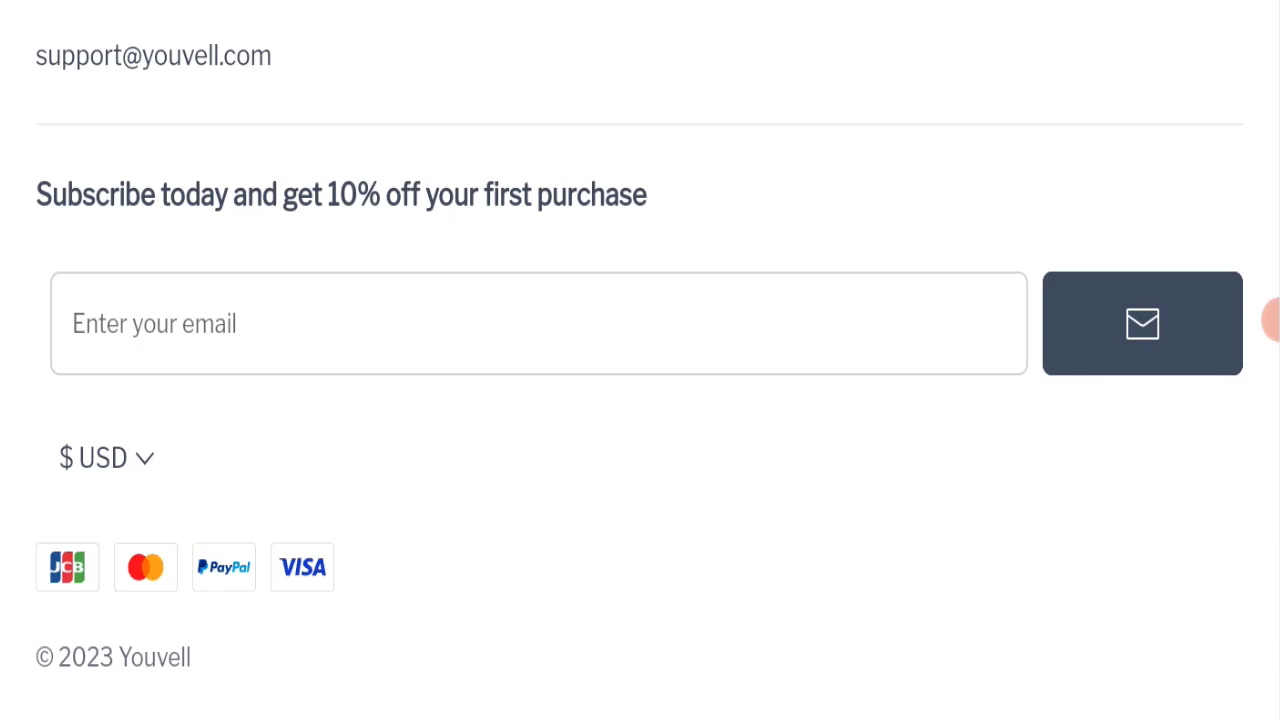 support@youvell.com
Subscribe today and get 10% off your first purchase
Enter your email
$ USD
JCB PayPal VISA
© 2023 Youvell